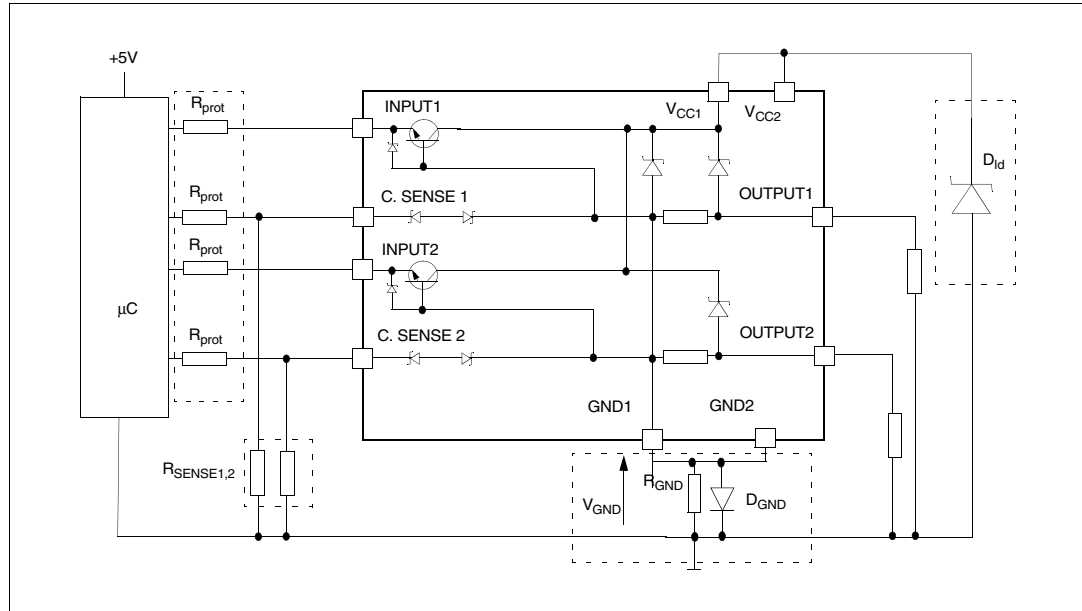 +5V
Rprot
INPUT1
VCC1
VCC2
Dld
Rprot
C. SENSE 1
OUTPUT1
Rprot
INPUT2
μC
Rprot
C. SENSE 2
OUTPUT2
GND1
GND2
RSENSE1,2
RGND
VGND
DGND